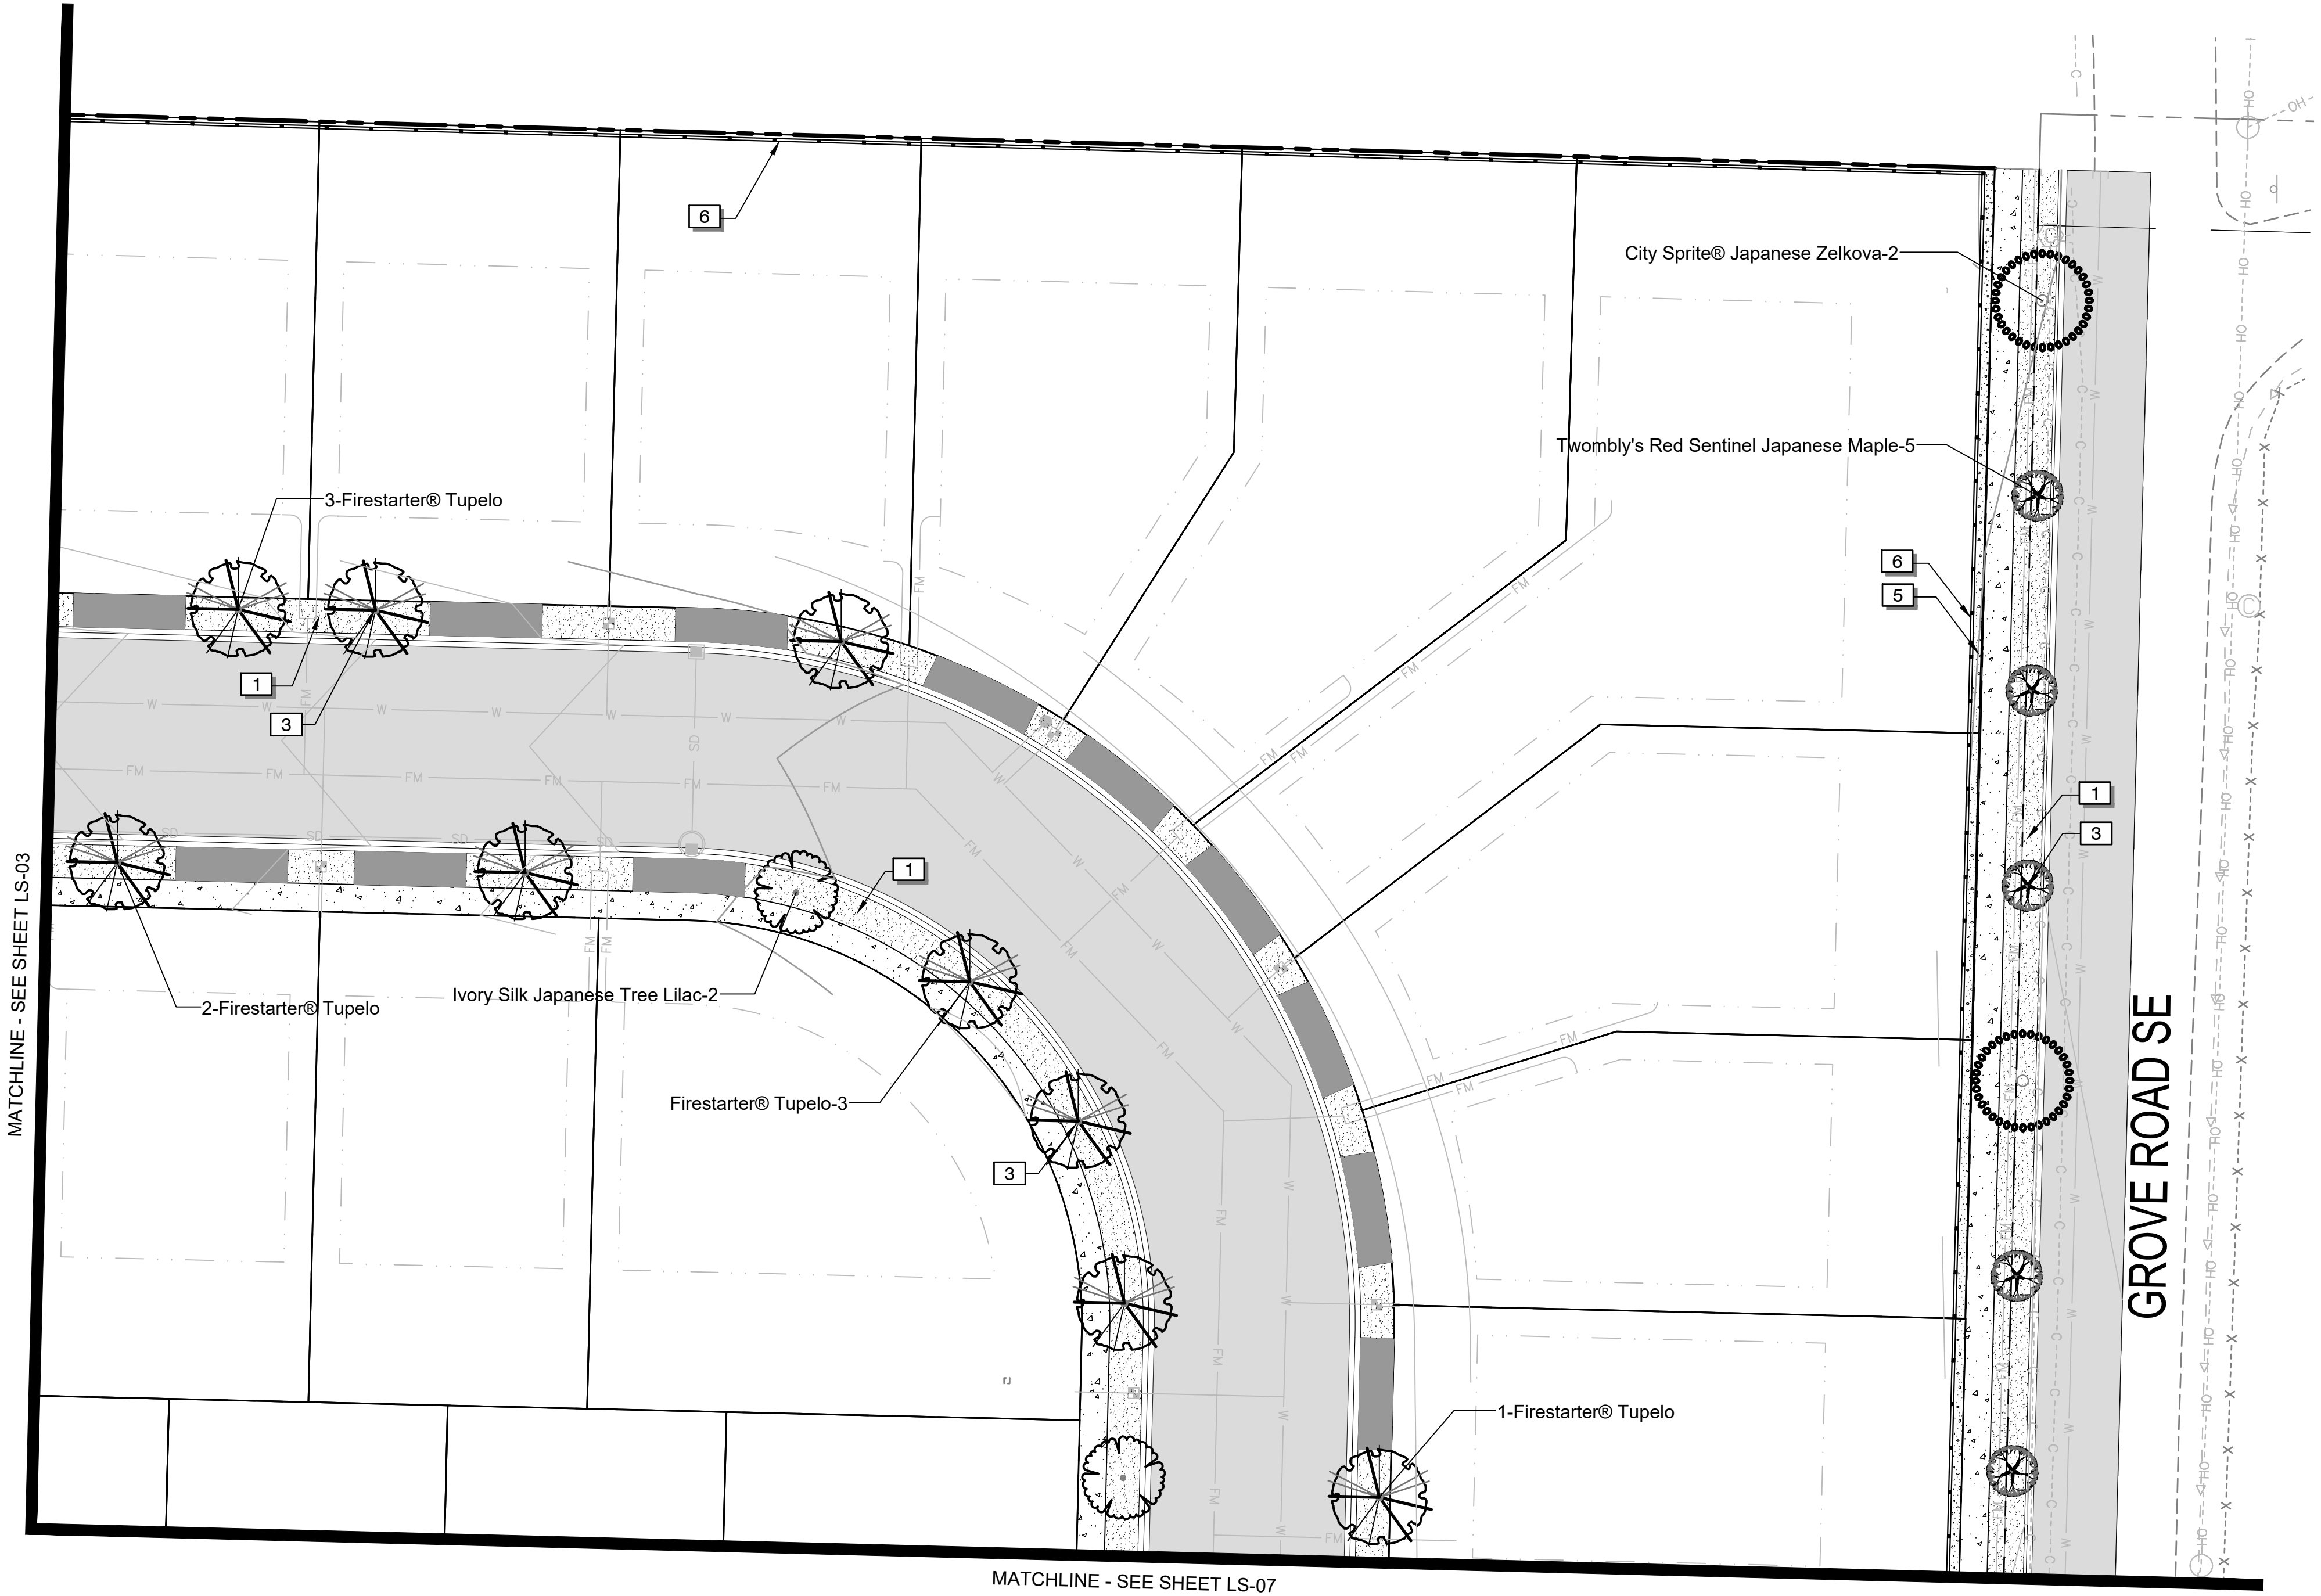 6
City Sprite® Japanese Zelkova-2
Twombly's Red Sentinel Japanese Maple-5
3-Firestarter® Tupelo
6
5
1
3
1
3
1
MATCHLINE - SEE SHEET LS-03
2-Firestarter® Tupelo
Ivory Silk Japanese Tree Lilac-2
Firestarter® Tupelo-3
3
GROVE ROAD SE
1-Firestarter® Tupelo
MATCHLINE - SEE SHEET LS-07